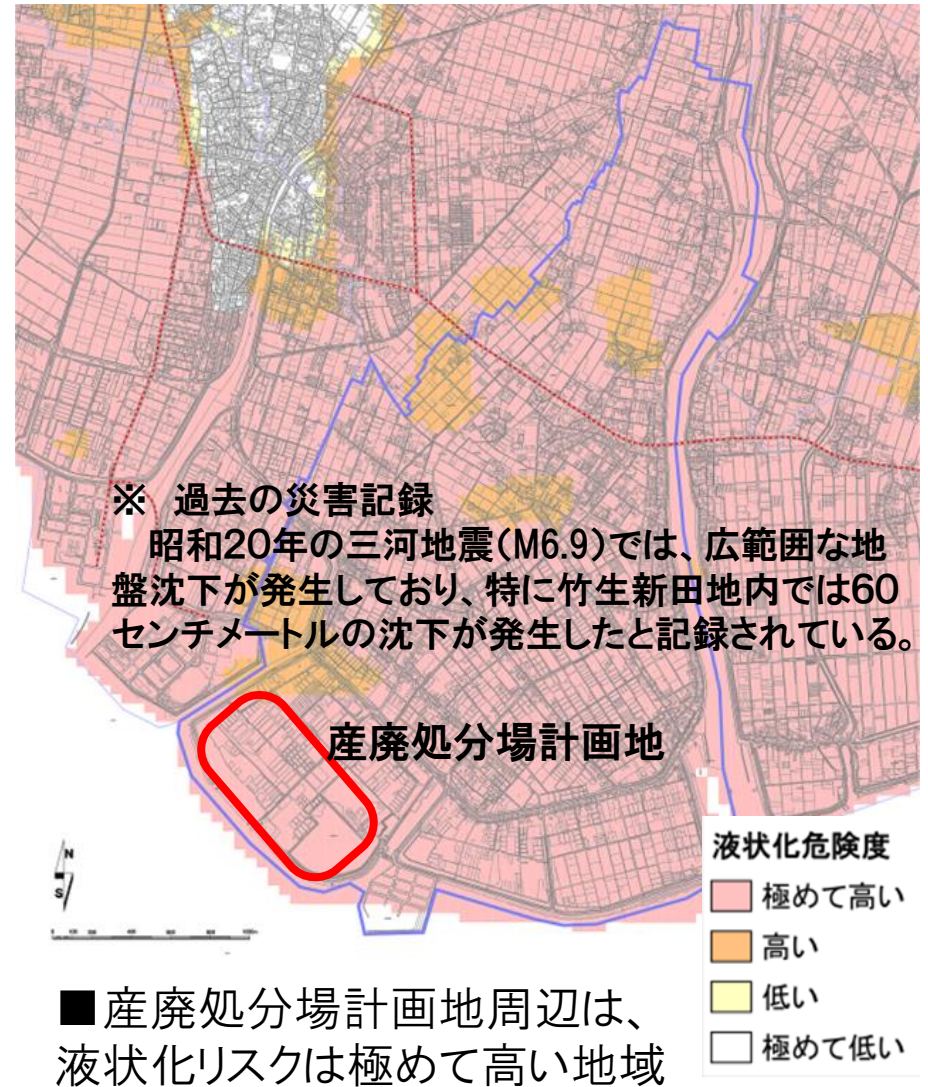 ※　過去の災害記録
　昭和20年の三河地震(M6.9)では、広範囲な地
盤沈下が発生しており、特に竹生新田地内では60
センチメートルの沈下が発生したと記録されている。
産廃処分場計画地
N
S
液状化危険度
極めて高い
高い
低い
極めて低い
■産廃処分場計画地周辺は、
液状化リスクは極めて高い地域